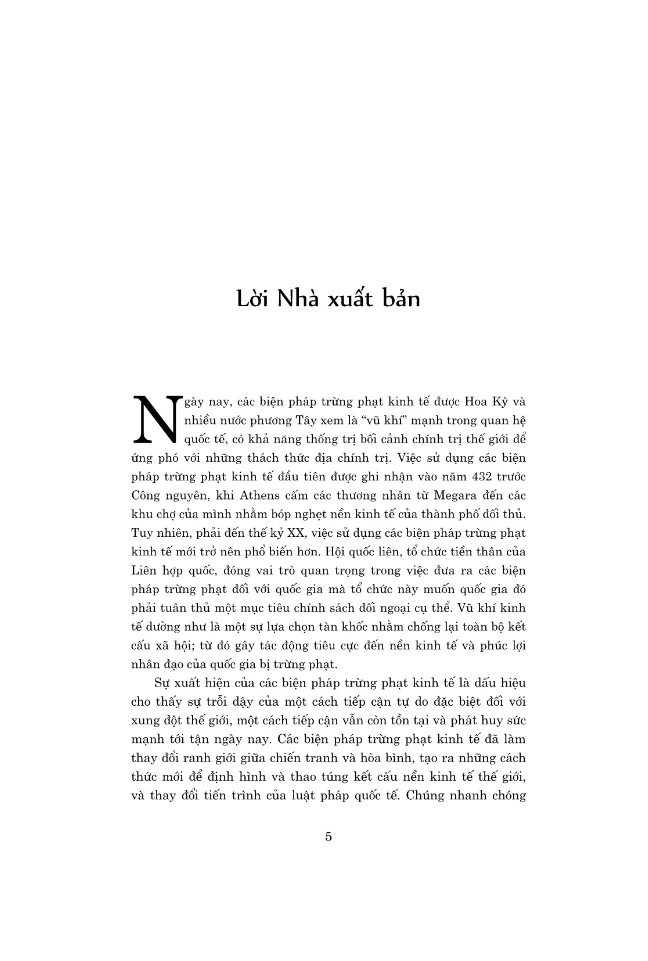 Lời Nhà xuất bản
Ngày nay, các biện pháp trừng phạt kinh tế được Hoa Kỳ và
nhiều nước phương Tây xem là “vũ khí” mạnh trong quan hệ
quốc tế, có khả năng thống trị bối cảnh chính trị thế giới để
ứng phó với những thách thức địa chính trị. Việc sử dụng các biện
pháp trừng phạt kinh tế đầu tiên được ghi nhận vào năm 432 trước
Công nguyên, khi Athens cấm các thương nhân từ Megara đến các
khu chợ của mình nhằm bóp nghẹt nền kinh tế của thành phố đối thủ.
Tuy nhiên, phải đến thế kỷ XX, việc sử dụng các biện pháp trừng phạt
kinh tế mới trở nên phổ biến hơn. Hội quốc liên, tổ chức tiền thân của
Liên hợp quốc, đóng vai trò quan trọng trong việc đưa ra các biện
pháp trừng phạt đối với quốc gia mà tổ chức này muốn quốc gia đó
phải tuân thủ một mục tiêu chính sách đối ngoại cụ thể. Vũ khí kinh
tế dường như là một sự lựa chọn tàn khốc nhằm chống lại toàn bộ kết
cấu xã hội; từ đó gây tác động tiêu cực đến nền kinh tế và phúc lợi
nhân đạo của quốc gia bị trừng phạt.
Sự xuất hiện của các biện pháp trừng phạt kinh tế là dấu hiệu
cho thấy sự trỗi dậy của một cách tiếp cận tự do đặc biệt đối với
xung đột thế giới, một cách tiếp cận vẫn còn tồn tại và phát huy sức
mạnh tới tận ngày nay. Các biện pháp trừng phạt kinh tế đã làm
thay đổi ranh giới giữa chiến tranh và hòa bình, tạo ra những cách
thức mới để định hình và thao túng kết cấu nền kinh tế thế giới,
và thay đổi tiến trình của luật pháp quốc tế. Chúng nhanh chóng
5